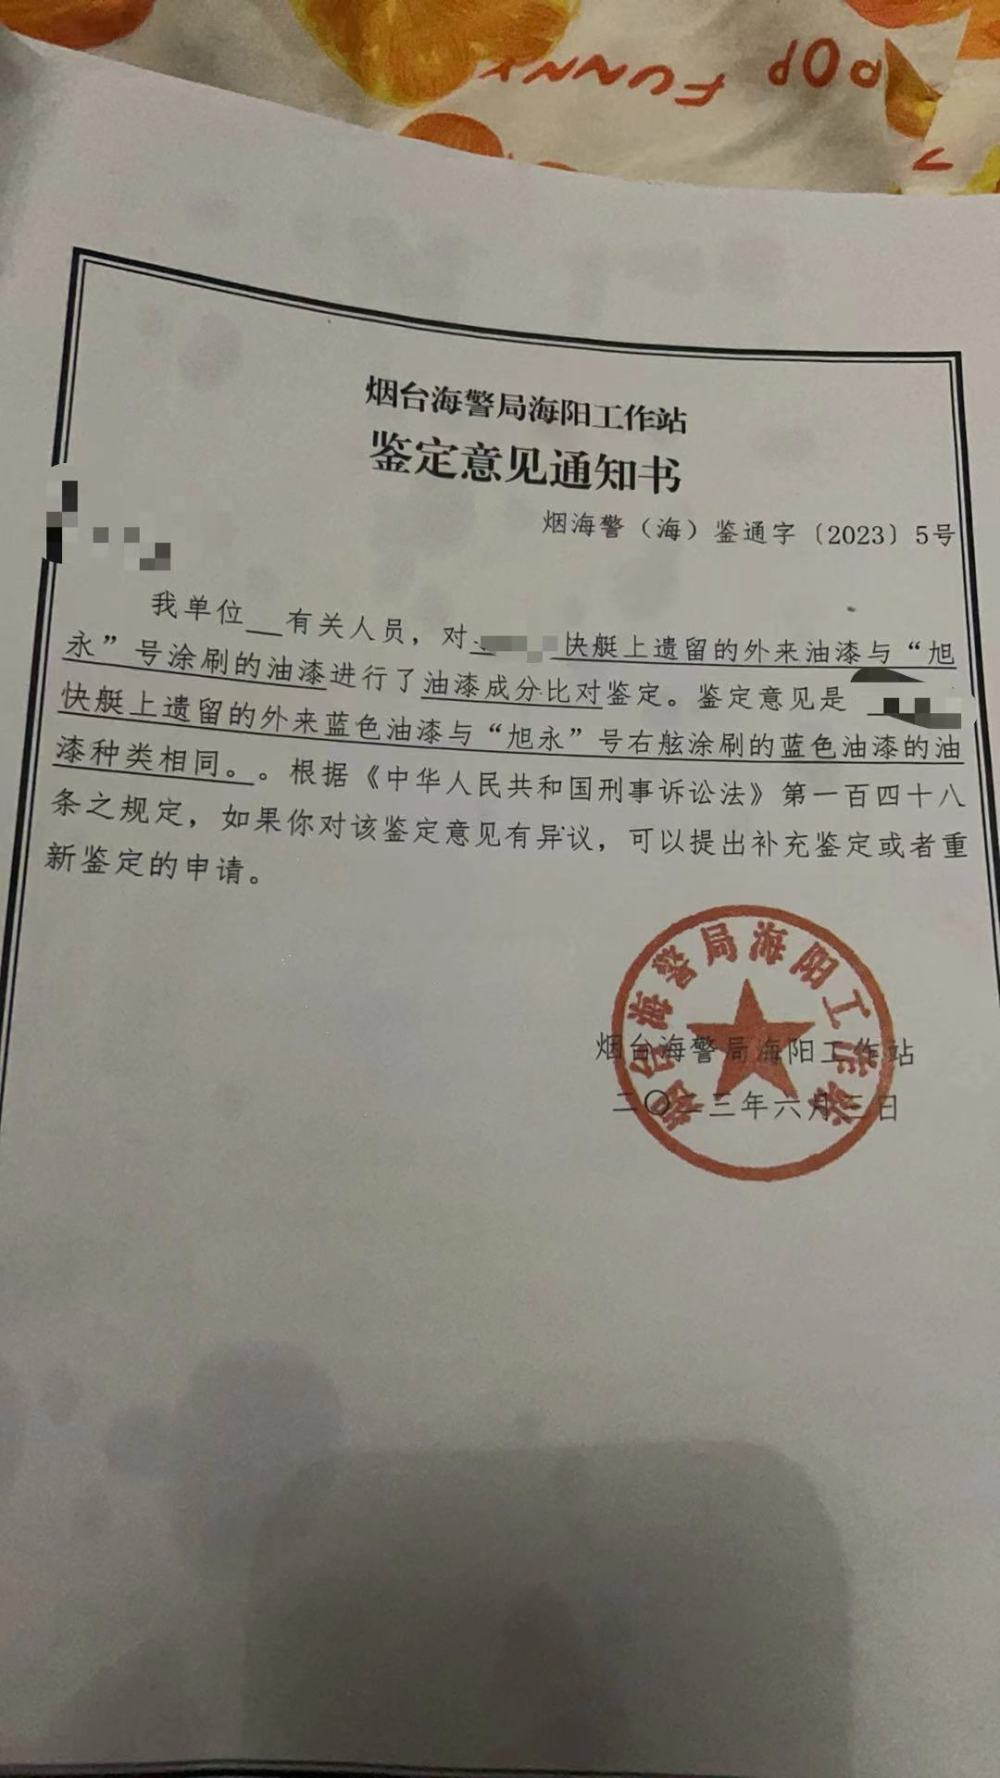 FUNNY POP
烟台海警局海阳工作站
鉴定意见通知书
烟海警（海）鉴通字〔2023〕5号
我单位__有关人员，对 快艇上遗留的外来油漆与“旭
永”号涂刷的油漆进行了油漆成分比对鉴定。鉴定意见是
快艇上遗留的外来蓝色油漆与“旭永”号右舷涂刷的蓝色油漆的油
漆种类相同。。根据《中华人民共和国刑事诉讼法》第一百四十八
条之规定，如果你对该鉴定意见有异议，可以提出补充鉴定或者重
新鉴定的申请。
烟台海警局海阳工作站
烟台海警局海阳工作站
二〇二三年六月三日